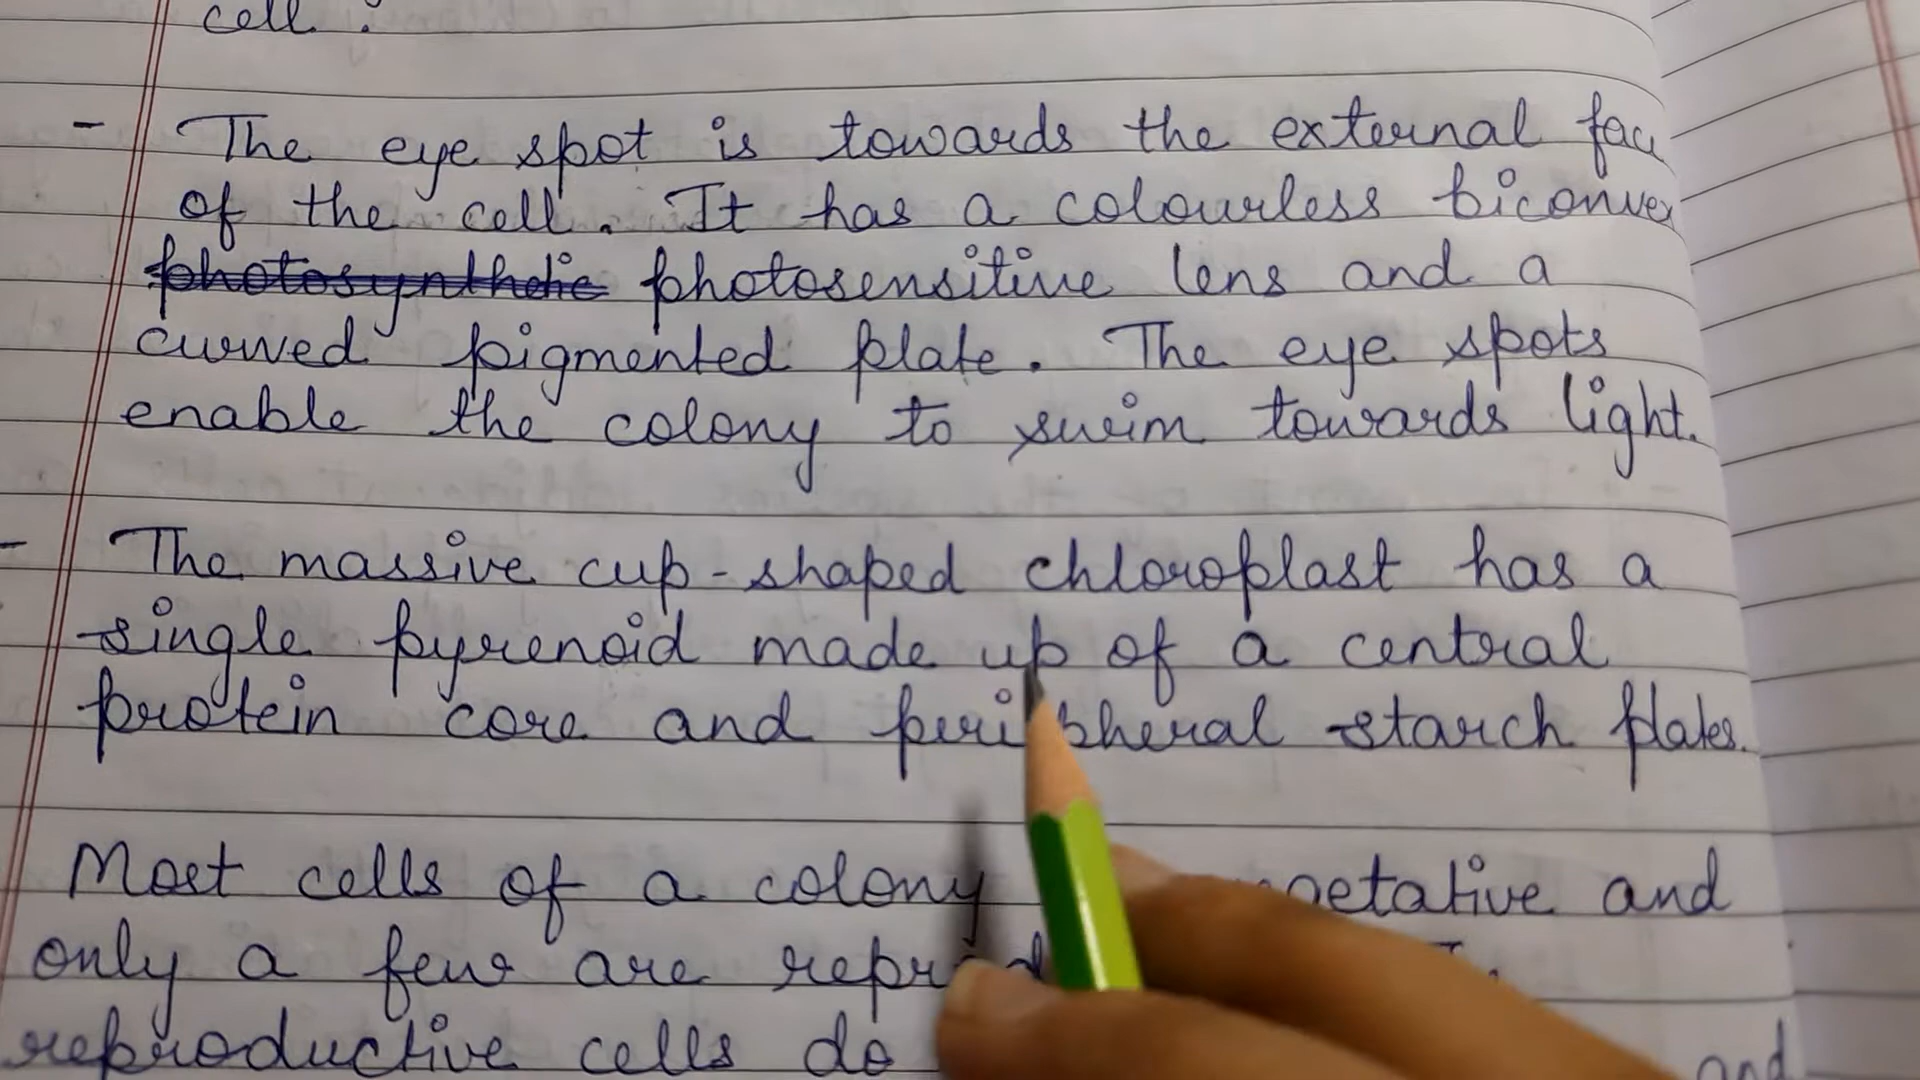 cell.
- The eye spot is towards the external face
of the cell. It has a colourless biconvex
photosynthetic photosensitive lens and a
curved pigmented plate. The eye spots
enable the colony to swim towards light.
- The massive cup-shaped chloroplast has a
single pyrenoid made up of a central
protein core and peripheral starch plates.
Most cells of a colony and
only a few are
reproductive cells do and